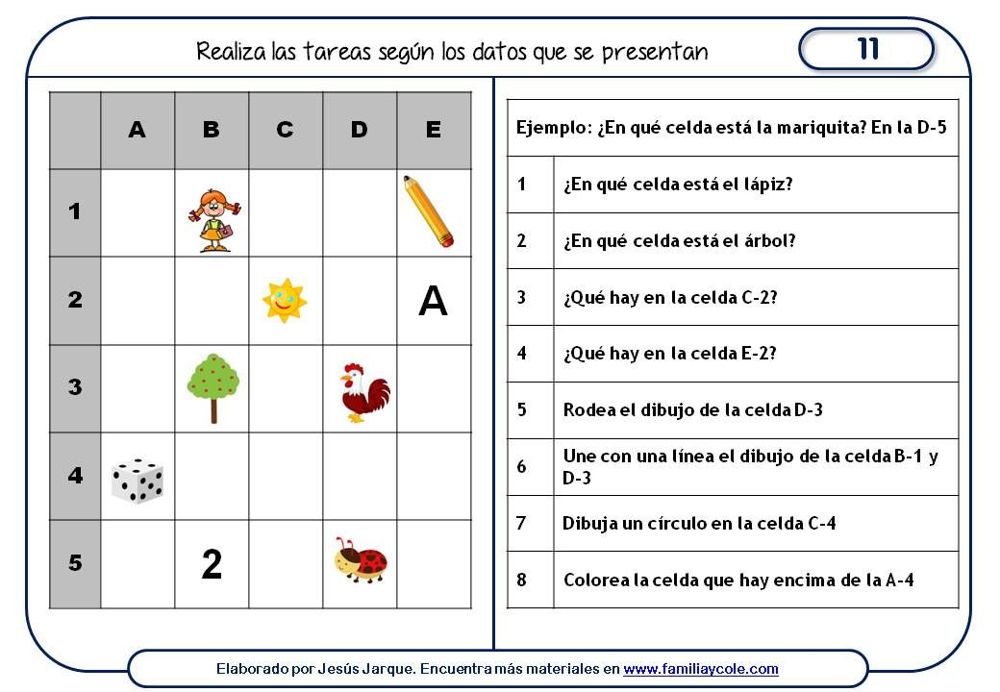 Realiza las tareas según los datos que se presentan
11
A B C D E
1
2 A
3
4
5 2
Ejemplo: ¿En qué celda está la mariquita? En la D-5
1 ¿En qué celda está el lápiz?
2 ¿En qué celda está el árbol?
3 ¿Qué hay en la celda C-2?
4 ¿Qué hay en la celda E-2?
5 Rodea el dibujo de la celda D-3
6 Une con una línea el dibujo de la celda B-1 y
D-3
7 Dibuja un círculo en la celda C-4
8 Colorea la celda que hay encima de la A-4
Elaborado por Jesús Jarque. Encuentra más materiales en www.familiaycole.com